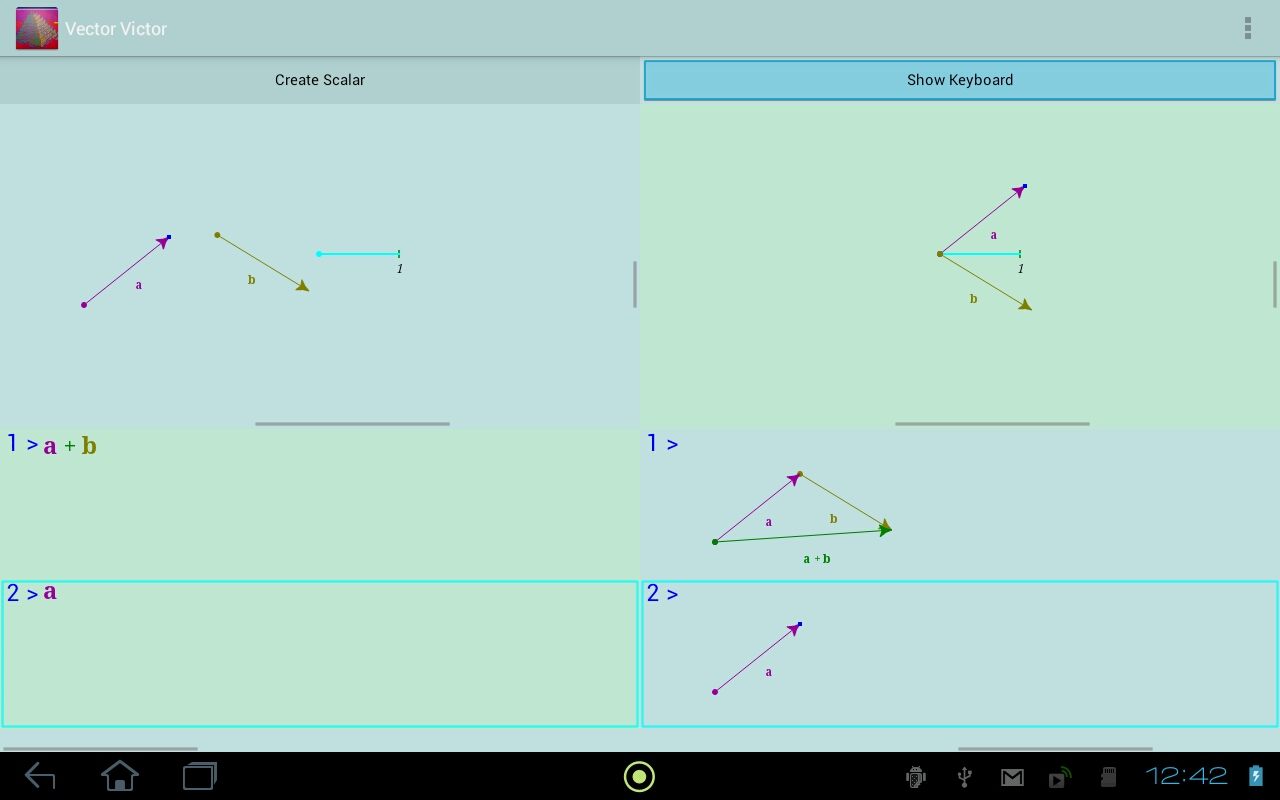 Vector Victor
Create Scalar
Show Keyboard
a
b
1
a
1
b
1 > a + b
1 >
a
b
a + b
2 > a
2 >
a
12:42